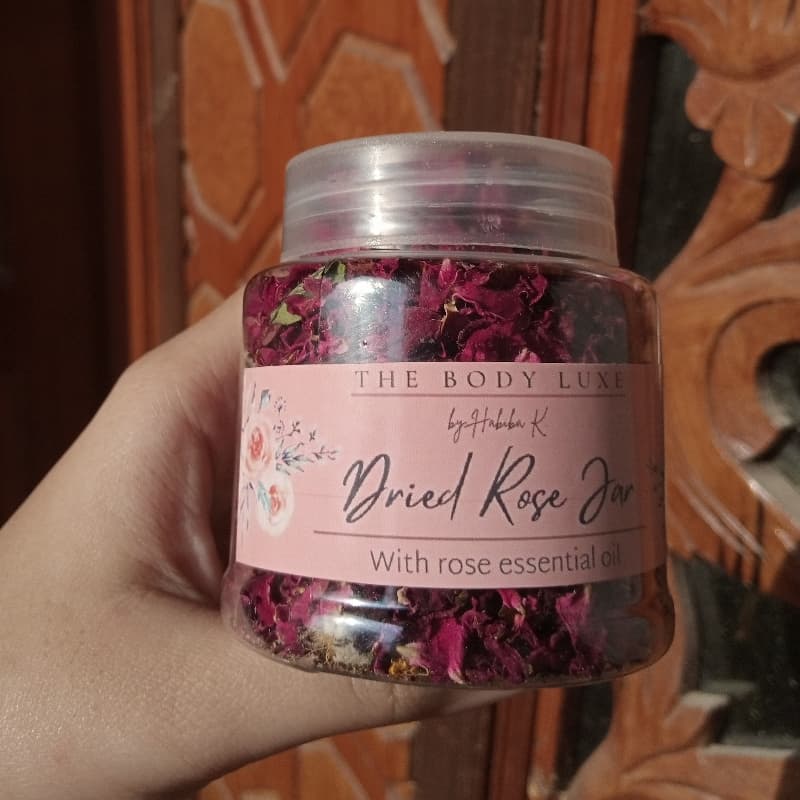 THE BODY LUXE
by:Habiba K.
Dried Rose Jar
With rose essential oil